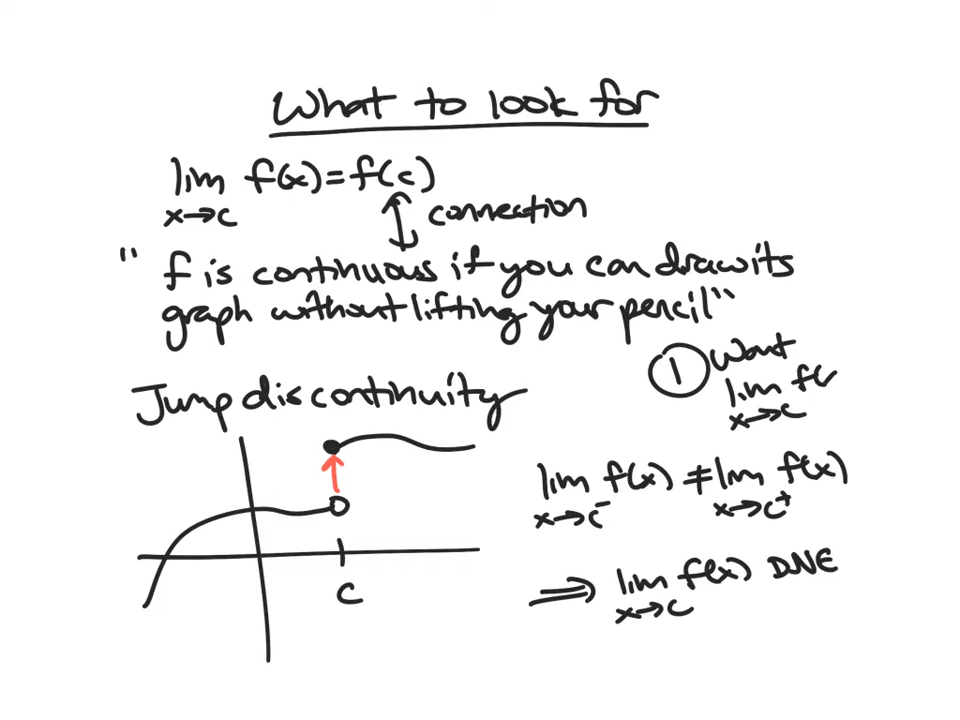 What to look for
lim f(x)=f(c)
x→c
connection
" f is continuous if you can draw its
graph without lifting your pencil"
① Want
lim f(
x→c
Jump discontinuity
lim f(x) ≠ lim f(x)
x→c⁻ x→c⁺
⟹ lim f(x) DNE
x→c
C